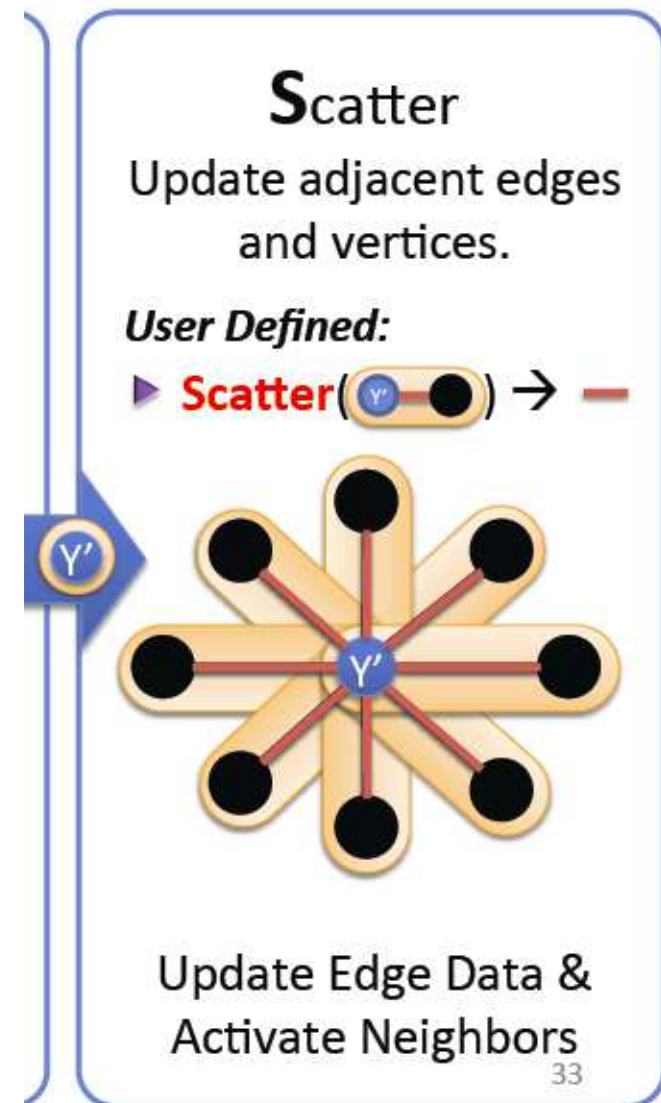 Scatter
Update adjacent edges
and vertices.
User Defined:
Scatter( Y' ) →
Y'
Y'
Update Edge Data &
Activate Neighbors
33